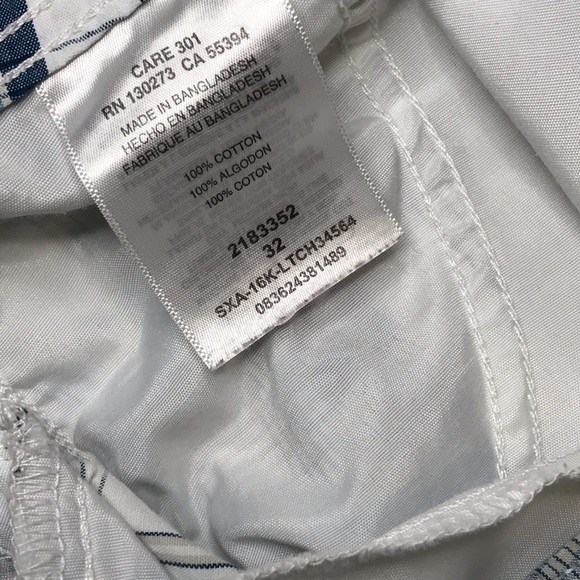 CARE 301
RN 130273 CA 55394
MADE IN BANGLADESH
HECHO EN BANGLADESH
FABRIQUE AU BANGLADESH
100% COTTON
100% ALGODON
100% COTON
2183352
32
SXA-16K-LTCH34564
083624381489